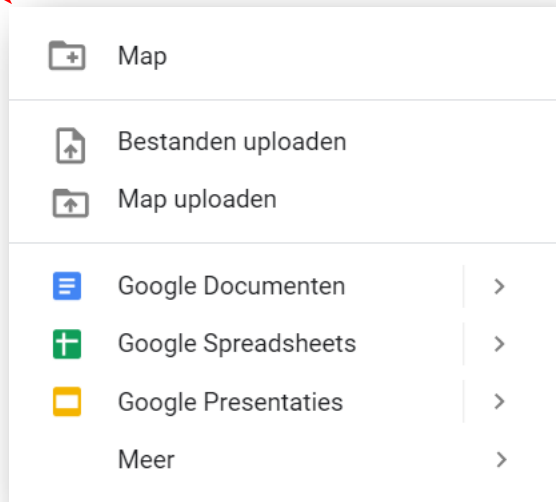 Map
Bestanden uploaden
Map uploaden
Google Documenten
Google Spreadsheets
Google Presentaties
Meer